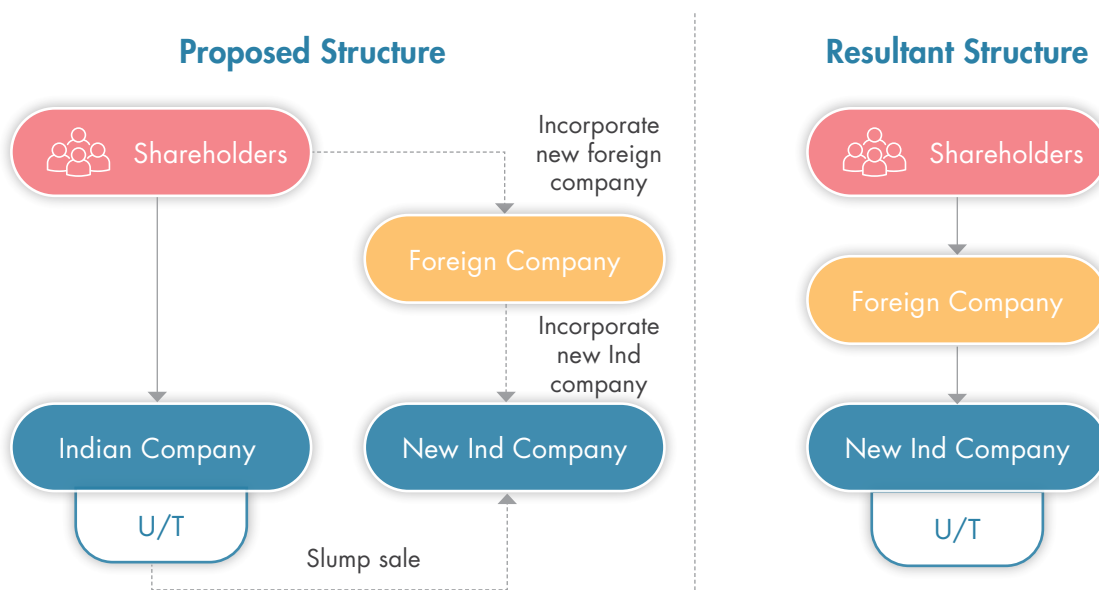 Proposed Structure
Shareholders
Incorporate
new foreign
company
Foreign Company
Incorporate
new Ind
company
Indian Company
New Ind Company
U/T
Slump sale
Resultant Structure
Shareholders
Foreign Company
New Ind Company
U/T